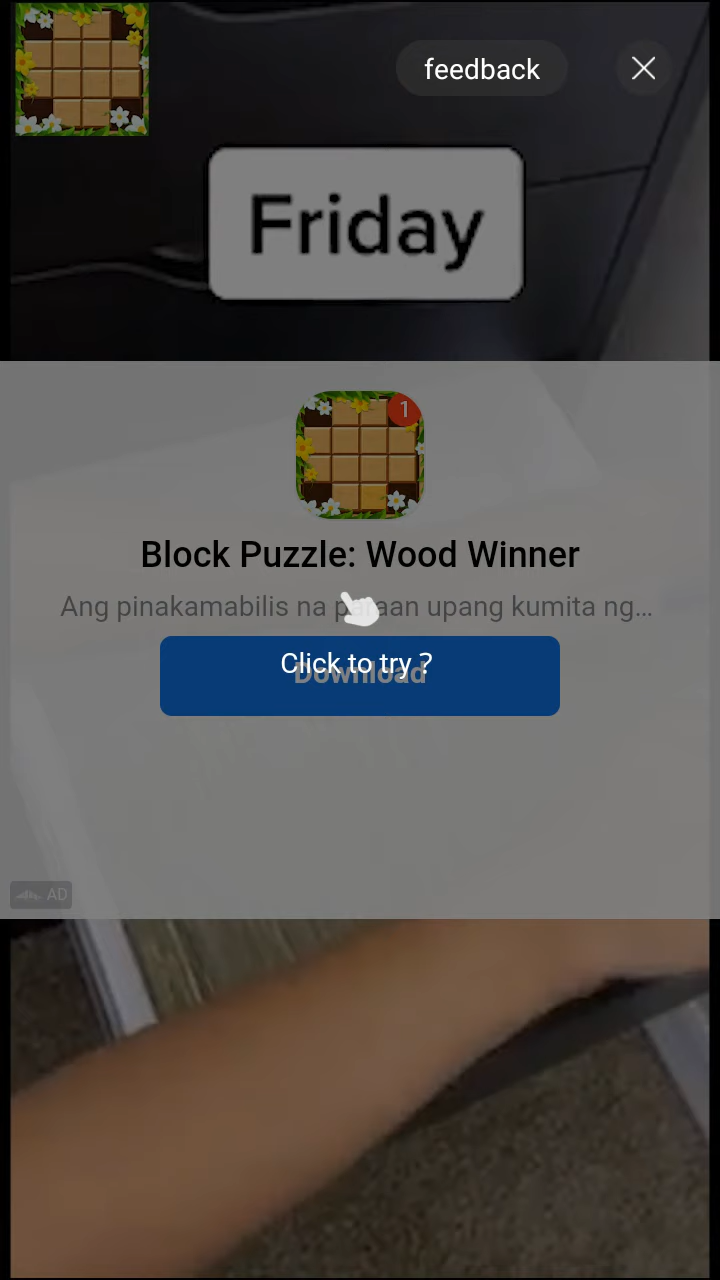 feedback
Friday
1
Block Puzzle: Wood Winner
Ang pinakamabilis na paraan upang kumita ng...
Click to try ?
Download
AD